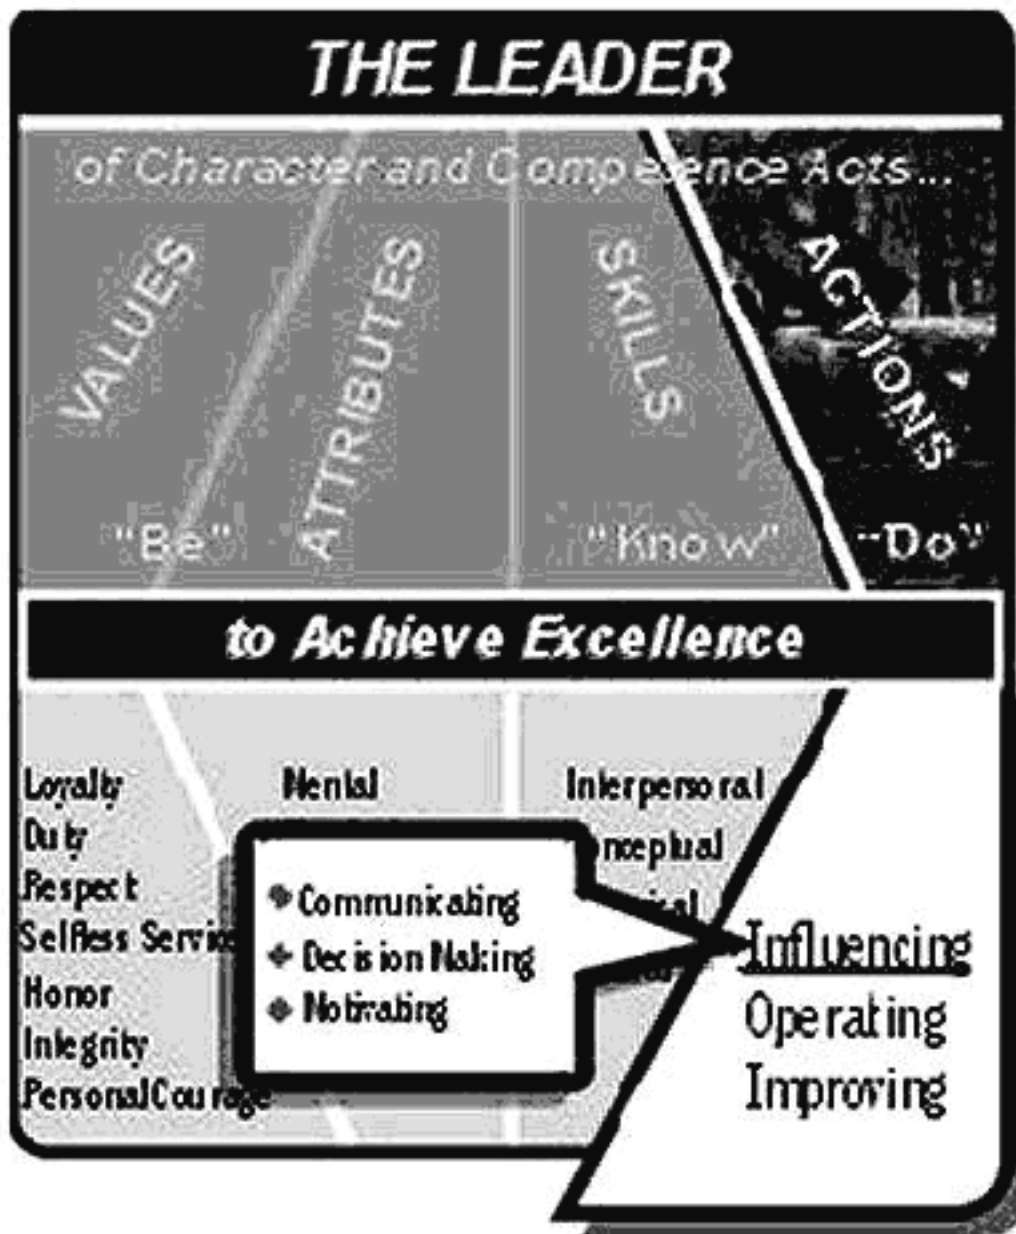 THE LEADER
of Character and Competence Acts...
VALUES
ATTRIBUTES
SKILLS
ACTIONS
"Be"
"Know"
"Do"
to Achieve Excellence
Loyalty
Duty
Respect
Selfless Service
Honor
Integrity
Personal Courage
Mental
Interpersonal
Communicating
Decision Making
Motivating
Influencing
Operating
Improving